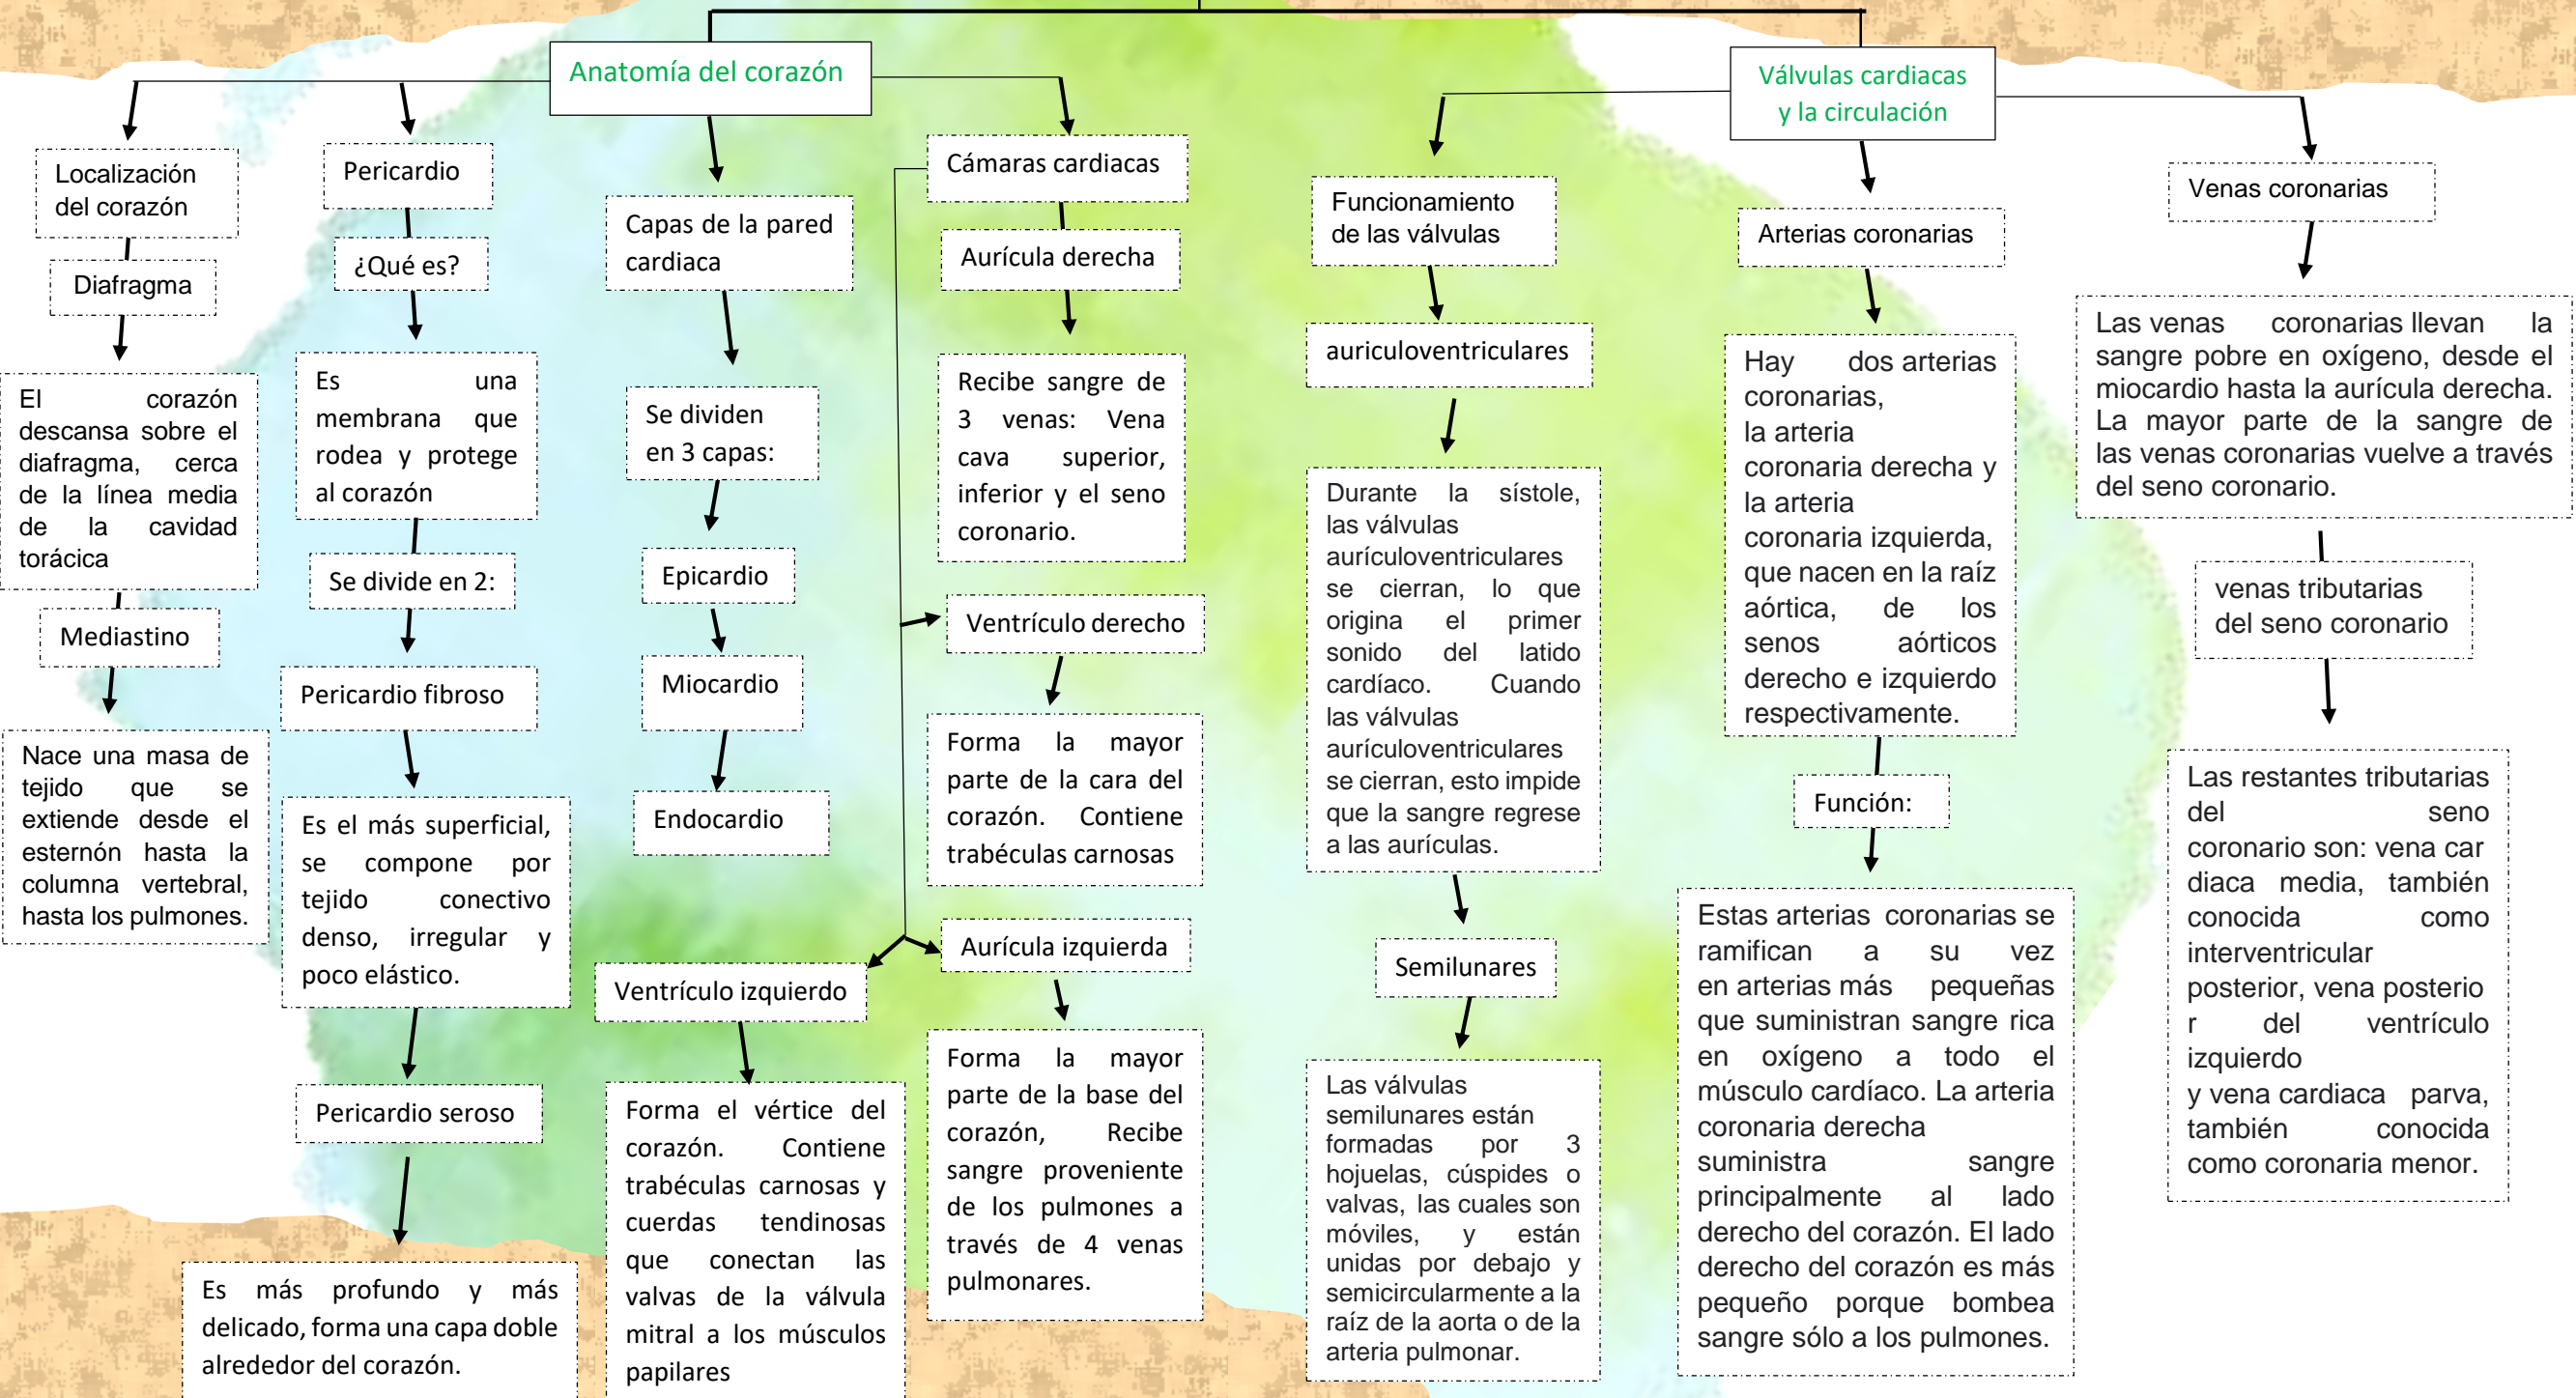 Anatomía del corazón
Localización
del corazón
Diafragma
El corazón
descansa sobre el
diafragma, cerca
de la línea media
de la cavidad
torácica
Mediastino
Nace una masa de
tejido que se
extiende desde el
esternón hasta la
columna vertebral,
hasta los pulmones.
Pericardio
¿Qué es?
Es una
membrana que
rodea y protege
al corazón
Se divide en 2:
Pericardio fibroso
Es el más superficial,
se compone por
tejido conectivo
denso, irregular y
poco elástico.
Pericardio seroso
Es más profundo y más
delicado, forma una capa doble
alrededor del corazón.
Capas de la pared
cardiaca
Se dividen
en 3 capas:
Epicardio
Miocardio
Endocardio
Cámaras cardiacas
Aurícula derecha
Recibe sangre de
3 venas: Vena
cava superior,
inferior y el seno
coronario.
Ventrículo derecho
Forma la mayor
parte de la cara del
corazón. Contiene
trabéculas carnosas
Aurícula izquierda
Forma la mayor
parte de la base del
corazón, Recibe
sangre proveniente
de los pulmones a
través de 4 venas
pulmonares.
Ventrículo izquierdo
Forma el vértice del
corazón. Contiene
trabéculas carnosas y
cuerdas tendinosas
que conectan las
valvas de la válvula
mitral a los músculos
papilares
Válvulas cardiacas
y la circulación
Funcionamiento
de las válvulas
auriculoventriculares
Durante la sístole,
las válvulas
aurículoventriculares
se cierran, lo que
origina el primer
sonido del latido
cardíaco. Cuando
las válvulas
aurículoventriculares
se cierran, esto impide
que la sangre regrese
a las aurículas.
Semilunares
Las válvulas
semilunares están
formadas por 3
hojuelas, cúspides o
valvas, las cuales son
móviles, y están
unidas por debajo y
semicircularmente a la
raíz de la aorta o de la
arteria pulmonar.
Arterias coronarias
Hay dos arterias
coronarias,
la arteria
coronaria derecha y
la arteria
coronaria izquierda,
que nacen en la raíz
aórtica, de los
senos aórticos
derecho e izquierdo
respectivamente.
Función:
Estas arterias coronarias se
ramifican a su vez
en arterias más pequeñas
que suministran sangre rica
en oxígeno a todo el
músculo cardíaco. La arteria
coronaria derecha
suministra sangre
principalmente al lado
derecho del corazón. El lado
derecho del corazón es más
pequeño porque bombea
sangre sólo a los pulmones.
Venas coronarias
Las venas coronarias llevan la
sangre pobre en oxígeno, desde el
miocardio hasta la aurícula derecha.
La mayor parte de la sangre de
las venas coronarias vuelve a través
del seno coronario.
venas tributarias
del seno coronario
Las restantes tributarias
del seno
coronario son: vena car
diaca media, también
conocida como
interventricular
posterior, vena posterio
r del ventrículo
izquierdo
y vena cardiaca parva,
también conocida
como coronaria menor.